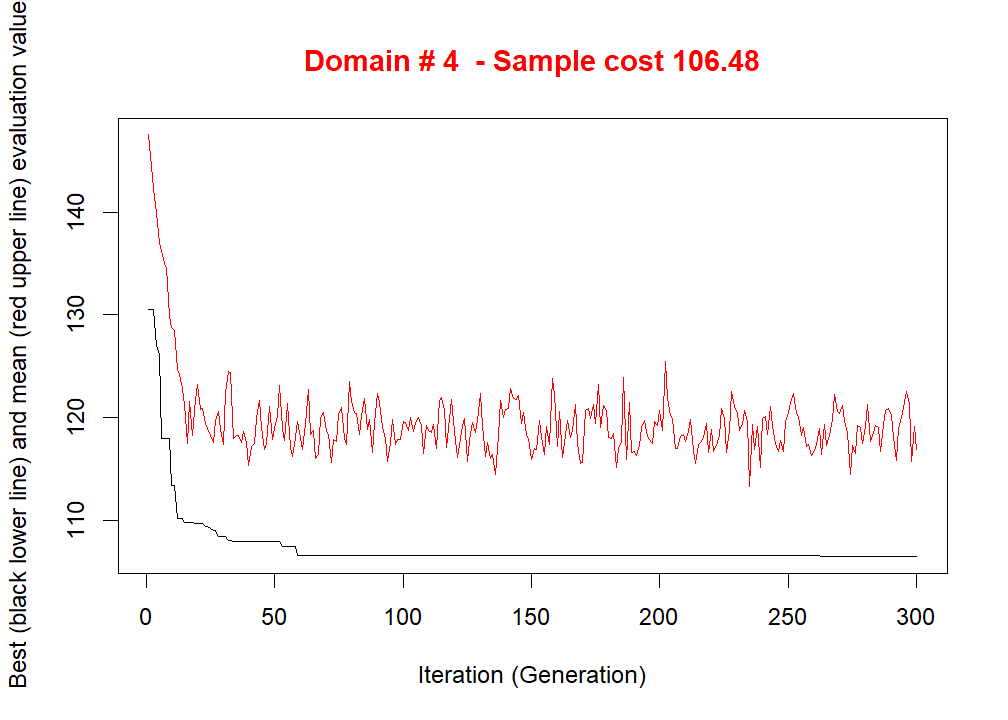 Domain # 4  - Sample cost 106.48
Best (black lower line) and mean (red upper line) evaluation value
140
130
120
110
0 50 100 150 200 250 300
Iteration (Generation)